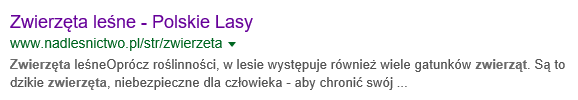 Zwierzęta leśne - Polskie Lasy
www.nadlesnictwo.pl/str/zwierzeta
Zwierzęta leśneOprócz roślinności, w lesie występuje również wiele gatunków zwierząt. Są to
dzikie zwierzęta, niebezpieczne dla człowieka - aby chronić swój ...